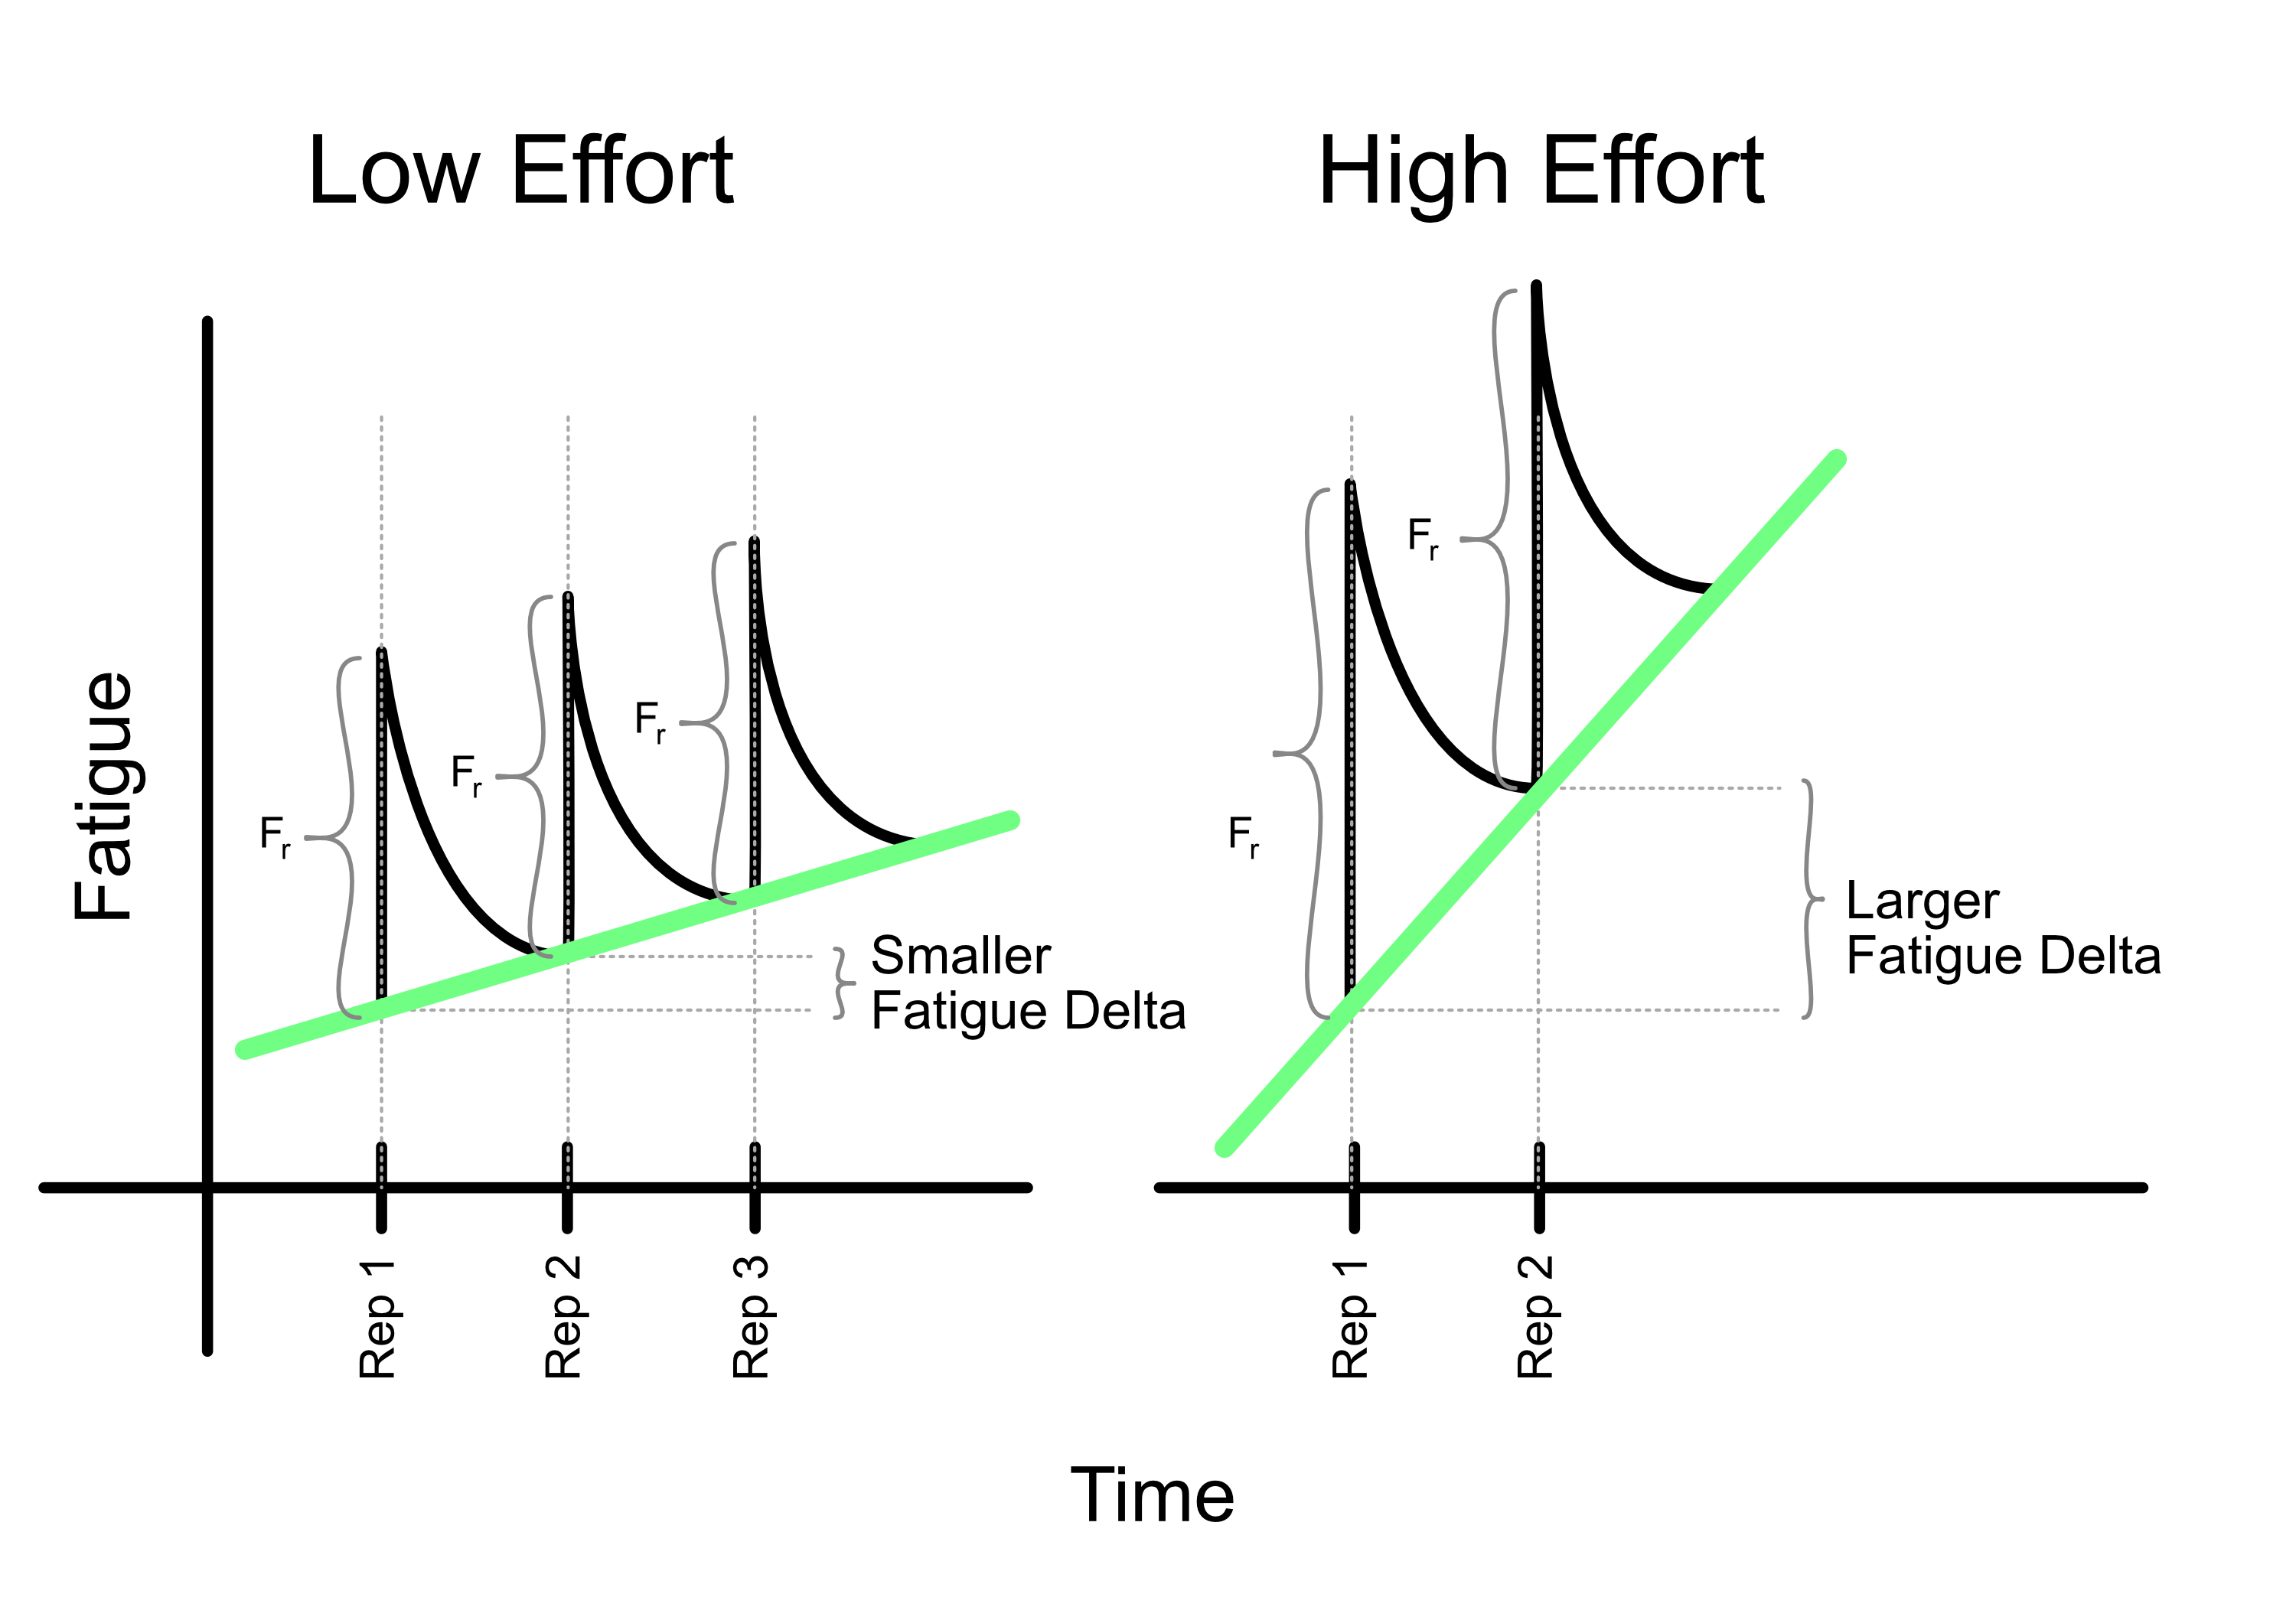 Low Effort
High Effort
Fatigue
Fr
Fr
Fr
Smaller
Fatigue Delta
Fr
Fr
Larger
Fatigue Delta
Rep 1
Rep 2
Rep 3
Rep 1
Rep 2
Time